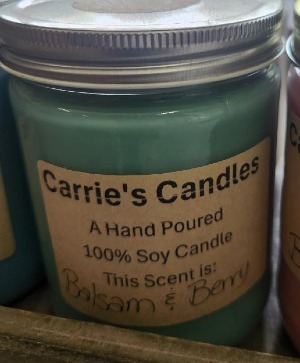 Carrie's Candles
A Hand Poured
100% Soy Candle
This Scent is:
Balsam & Berry